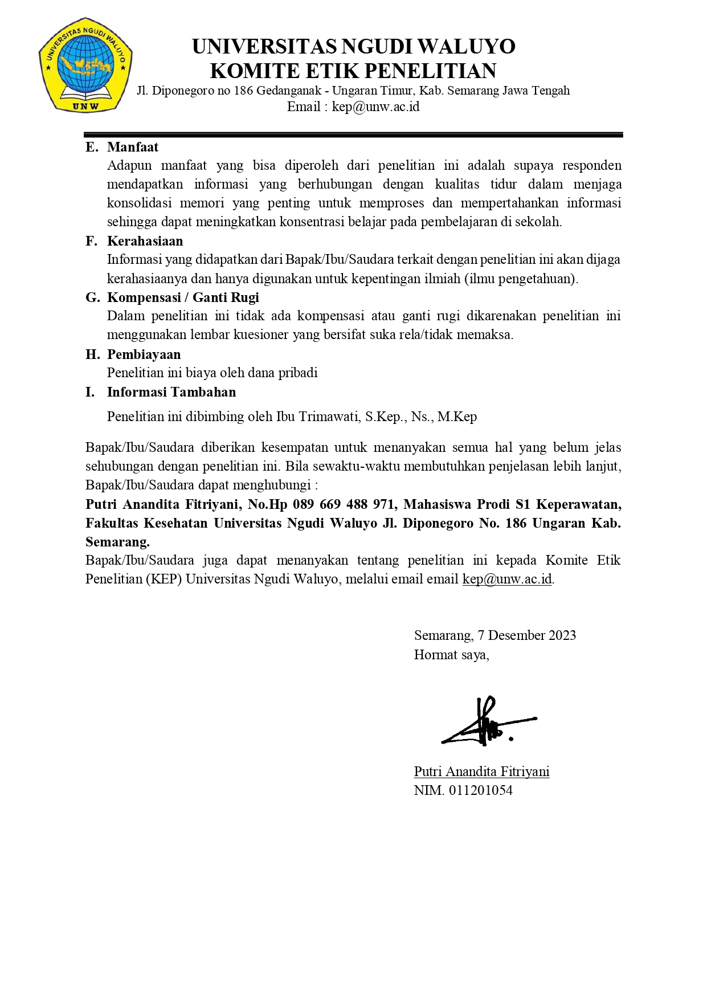 UNIVERSITAS NGUDI WALUYO
UNW
UNIVERSITAS NGUDI WALUYO
KOMITE ETIK PENELITIAN
Jl. Diponegoro no 186 Gedanganak - Ungaran Timur, Kab. Semarang Jawa Tengah
Email : kep@unw.ac.id
E. Manfaat
Adapun manfaat yang bisa diperoleh dari penelitian ini adalah supaya responden
mendapatkan informasi yang berhubungan dengan kualitas tidur dalam menjaga
konsolidasi memori yang penting untuk memproses dan mempertahankan informasi
sehingga dapat meningkatkan konsentrasi belajar pada pembelajaran di sekolah.
F. Kerahasiaan
Informasi yang didapatkan dari Bapak/Ibu/Saudara terkait dengan penelitian ini akan dijaga
kerahasiaanya dan hanya digunakan untuk kepentingan ilmiah (ilmu pengetahuan).
G. Kompensasi / Ganti Rugi
Dalam penelitian ini tidak ada kompensasi atau ganti rugi dikarenakan penelitian ini
menggunakan lembar kuesioner yang bersifat suka rela/tidak memaksa.
H. Pembiayaan
Penelitian ini biaya oleh dana pribadi
I. Informasi Tambahan
Penelitian ini dibimbing oleh Ibu Trimawati, S.Kep., Ns., M.Kep
Bapak/Ibu/Saudara diberikan kesempatan untuk menanyakan semua hal yang belum jelas
sehubungan dengan penelitian ini. Bila sewaktu-waktu membutuhkan penjelasan lebih lanjut,
Bapak/Ibu/Saudara dapat menghubungi :
Putri Anandita Fitriyani, No.Hp 089 669 488 971, Mahasiswa Prodi S1 Keperawatan,
Fakultas Kesehatan Universitas Ngudi Waluyo Jl. Diponegoro No. 186 Ungaran Kab.
Semarang.
Bapak/Ibu/Saudara juga dapat menanyakan tentang penelitian ini kepada Komite Etik
Penelitian (KEP) Universitas Ngudi Waluyo, melalui email email kep@unw.ac.id.
Semarang, 7 Desember 2023
Hormat saya,
Putri Anandita Fitriyani
NIM. 011201054